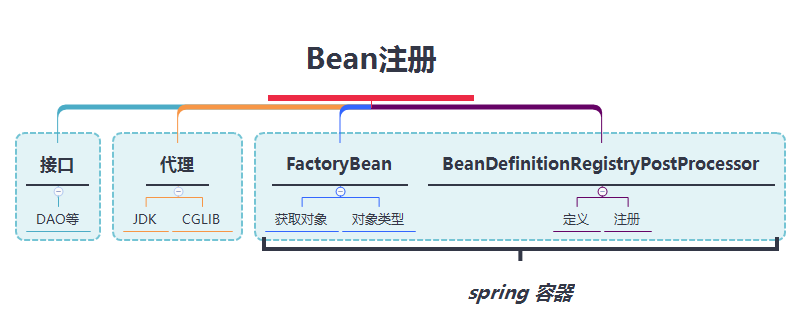 Bean注册
接口 代理 FactoryBean BeanDefinitionRegistryPostProcessor
DAO等 JDK CGLIB 获取对象 对象类型 定义 注册
spring 容器